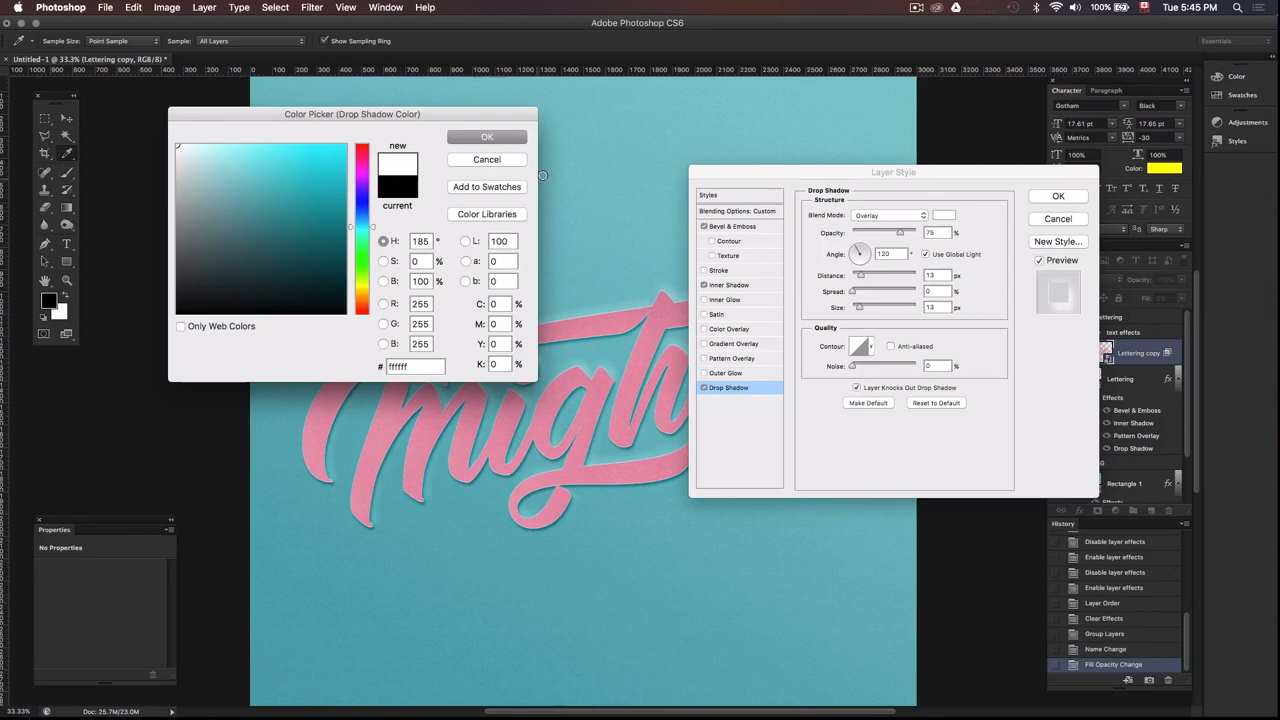 Photoshop File Edit Image Layer Type Select Filter View Window Help 100% Tue 5:45 PM
Adobe Photoshop CS6
Sample Size: Point Sample Sample: All Layers Show Sampling Ring Essentials
Untitled-1 @ 33.3% (Lettering copy, RGB/8) *
Color Picker (Drop Shadow Color)
new
current
OK
Cancel
Add to Swatches
Color Libraries
H: 185 °
S: 0 %
B: 100 %
R: 255
G: 255
B: 255
# ffffff
L: 100
a: 0
b: 0
C: 0 %
M: 0 %
Y: 0 %
K: 0 %
Only Web Colors
Layer Style
Styles
Blending Options: Custom
Bevel & Emboss
Contour
Texture
Stroke
Inner Shadow
Inner Glow
Satin
Color Overlay
Gradient Overlay
Pattern Overlay
Outer Glow
Drop Shadow
Drop Shadow
Structure
Blend Mode: Overlay
Opacity: 75 %
Angle: 120 ° Use Global Light
Distance: 13 px
Spread: 0 %
Size: 13 px
Quality
Contour: Anti-aliased
Noise: 0 %
Layer Knocks Out Drop Shadow
Make Default Reset to Default
OK
Cancel
New Style...
Preview
Character Paragraph
Gotham Black
17.61 pt 17.65 pt
Metrics -30
100% 100%
Color:
Sharp
Opacity: 100%
Fill: 0%
text effects
Lettering copy
Lettering fx
Effects
Bevel & Emboss
Inner Shadow
Pattern Overlay
Drop Shadow
Rectangle 1 fx
History
Disable layer effects
Enable layer effects
Disable layer effects
Enable layer effects
Layer Order
Clear Effects
Group Layers
Name Change
Fill Opacity Change
Color
Swatches
Adjustments
Styles
Properties
No Properties
33.33% Doc: 25.7M/23.0M